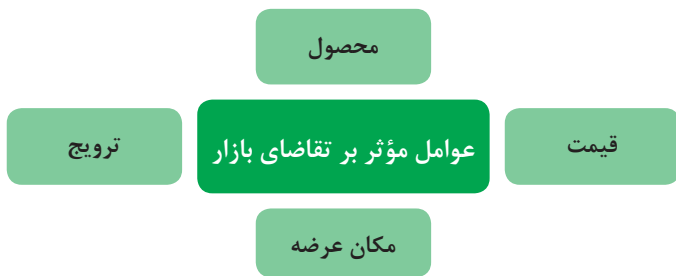 محصول
قیمت
عوامل مؤثر بر تقاضای بازار
ترویج
مکان عرضه